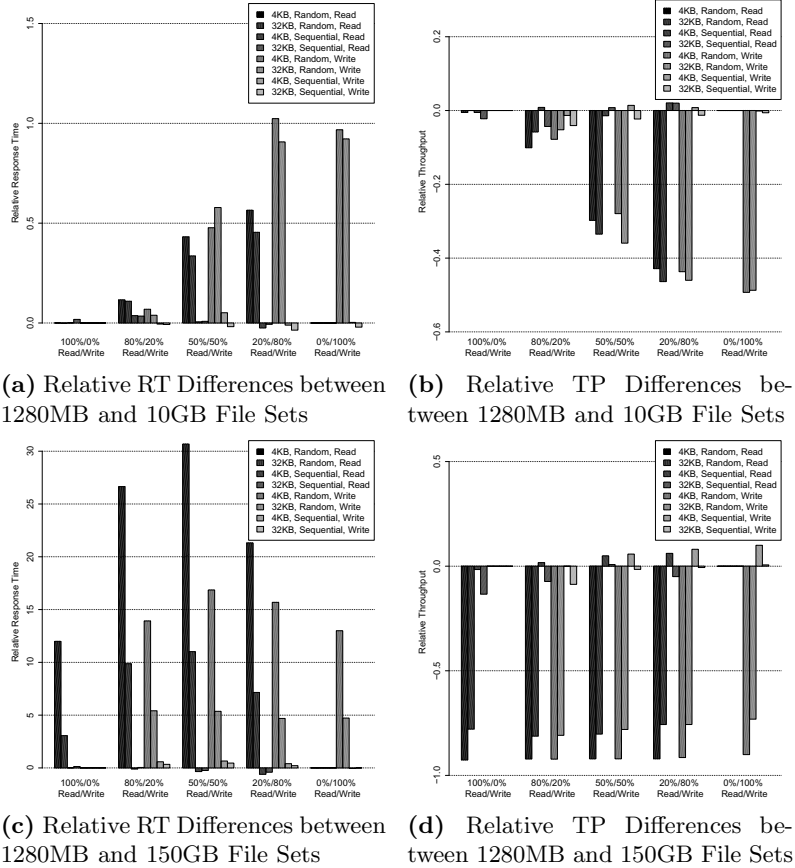 1.5
1.0
0.5
0.0
Relative Response Time
4KB, Random, Read
32KB, Random, Read
4KB, Sequential, Read
32KB, Sequential, Read
4KB, Random, Write
32KB, Random, Write
4KB, Sequential, Write
32KB, Sequential, Write
100%/0% 80%/20% 50%/50% 20%/80% 0%/100%
Read/Write Read/Write Read/Write Read/Write Read/Write
0.2
0.0
−0.2
−0.4
−0.6
Relative Throughput
4KB, Random, Read
32KB, Random, Read
4KB, Sequential, Read
32KB, Sequential, Read
4KB, Random, Write
32KB, Random, Write
4KB, Sequential, Write
32KB, Sequential, Write
100%/0% 80%/20% 50%/50% 20%/80% 0%/100%
Read/Write Read/Write Read/Write Read/Write Read/Write
(a) Relative RT Differences between
1280MB and 10GB File Sets
(b) Relative TP Differences be-
tween 1280MB and 10GB File Sets
30
25
20
15
10
5
0
Relative Response Time
4KB, Random, Read
32KB, Random, Read
4KB, Sequential, Read
32KB, Sequential, Read
4KB, Random, Write
32KB, Random, Write
4KB, Sequential, Write
32KB, Sequential, Write
100%/0% 80%/20% 50%/50% 20%/80% 0%/100%
Read/Write Read/Write Read/Write Read/Write Read/Write
0.5
0.0
−0.5
−1.0
Relative Throughput
4KB, Random, Read
32KB, Random, Read
4KB, Sequential, Read
32KB, Sequential, Read
4KB, Random, Write
32KB, Random, Write
4KB, Sequential, Write
32KB, Sequential, Write
100%/0% 80%/20% 50%/50% 20%/80% 0%/100%
Read/Write Read/Write Read/Write Read/Write Read/Write
(c) Relative RT Differences between
1280MB and 150GB File Sets
(d) Relative TP Differences be-
tween 1280MB and 150GB File Sets